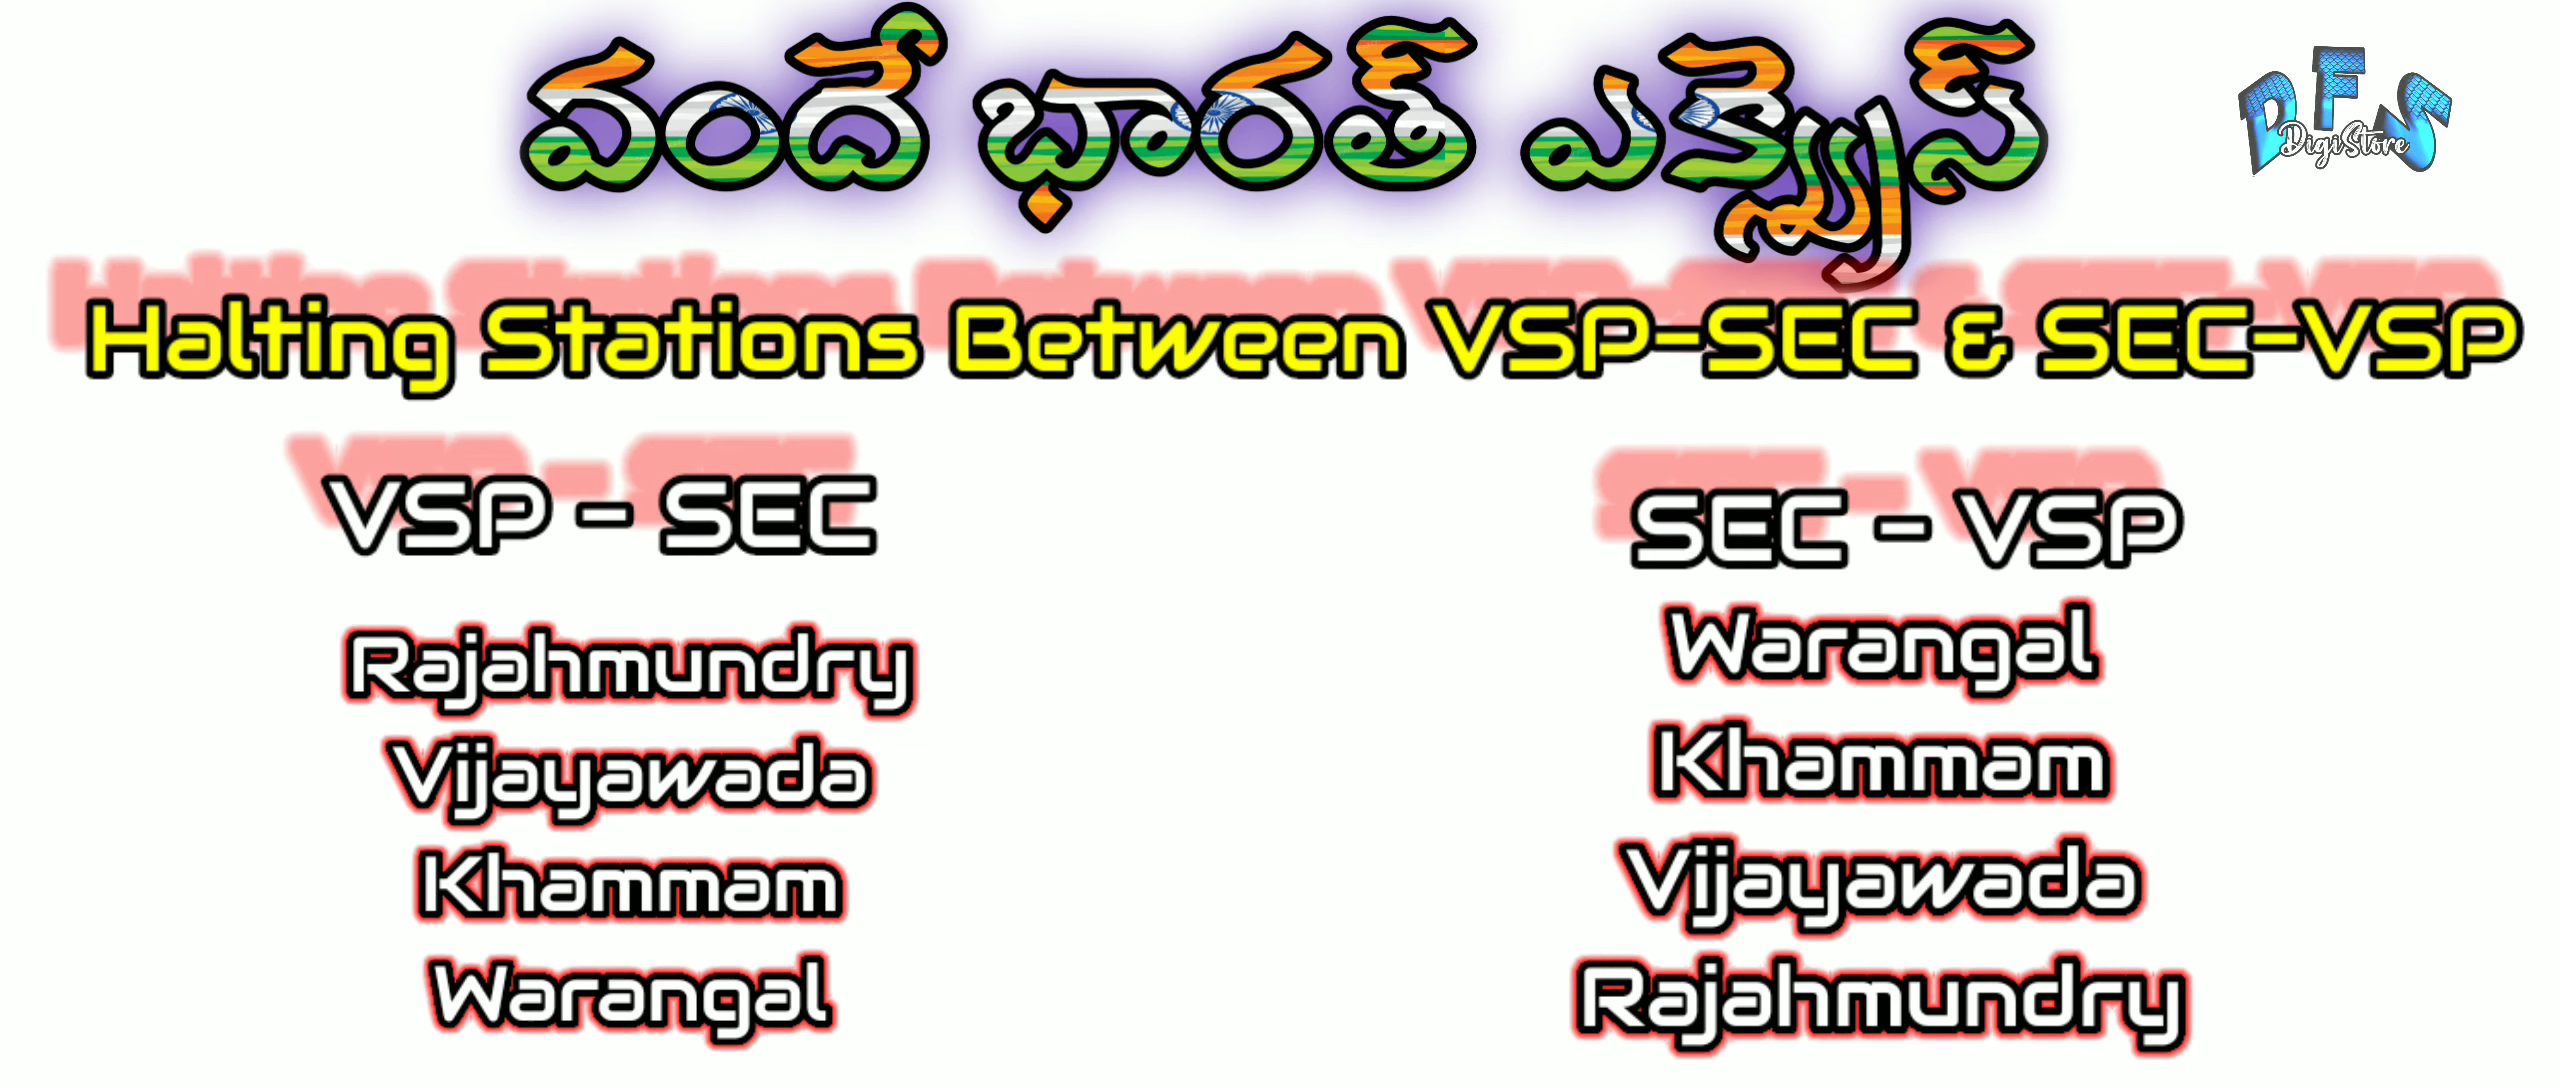 వందే భారత్ ఎక్స్ప్రెస్
DFS
DigiStore
Halting Stations Between VSP-SEC & SEC-VSP
VSP - SEC
Rajahmundry
Vijayawada
Khammam
Warangal
SEC - VSP
Warangal
Khammam
Vijayawada
Rajahmundry